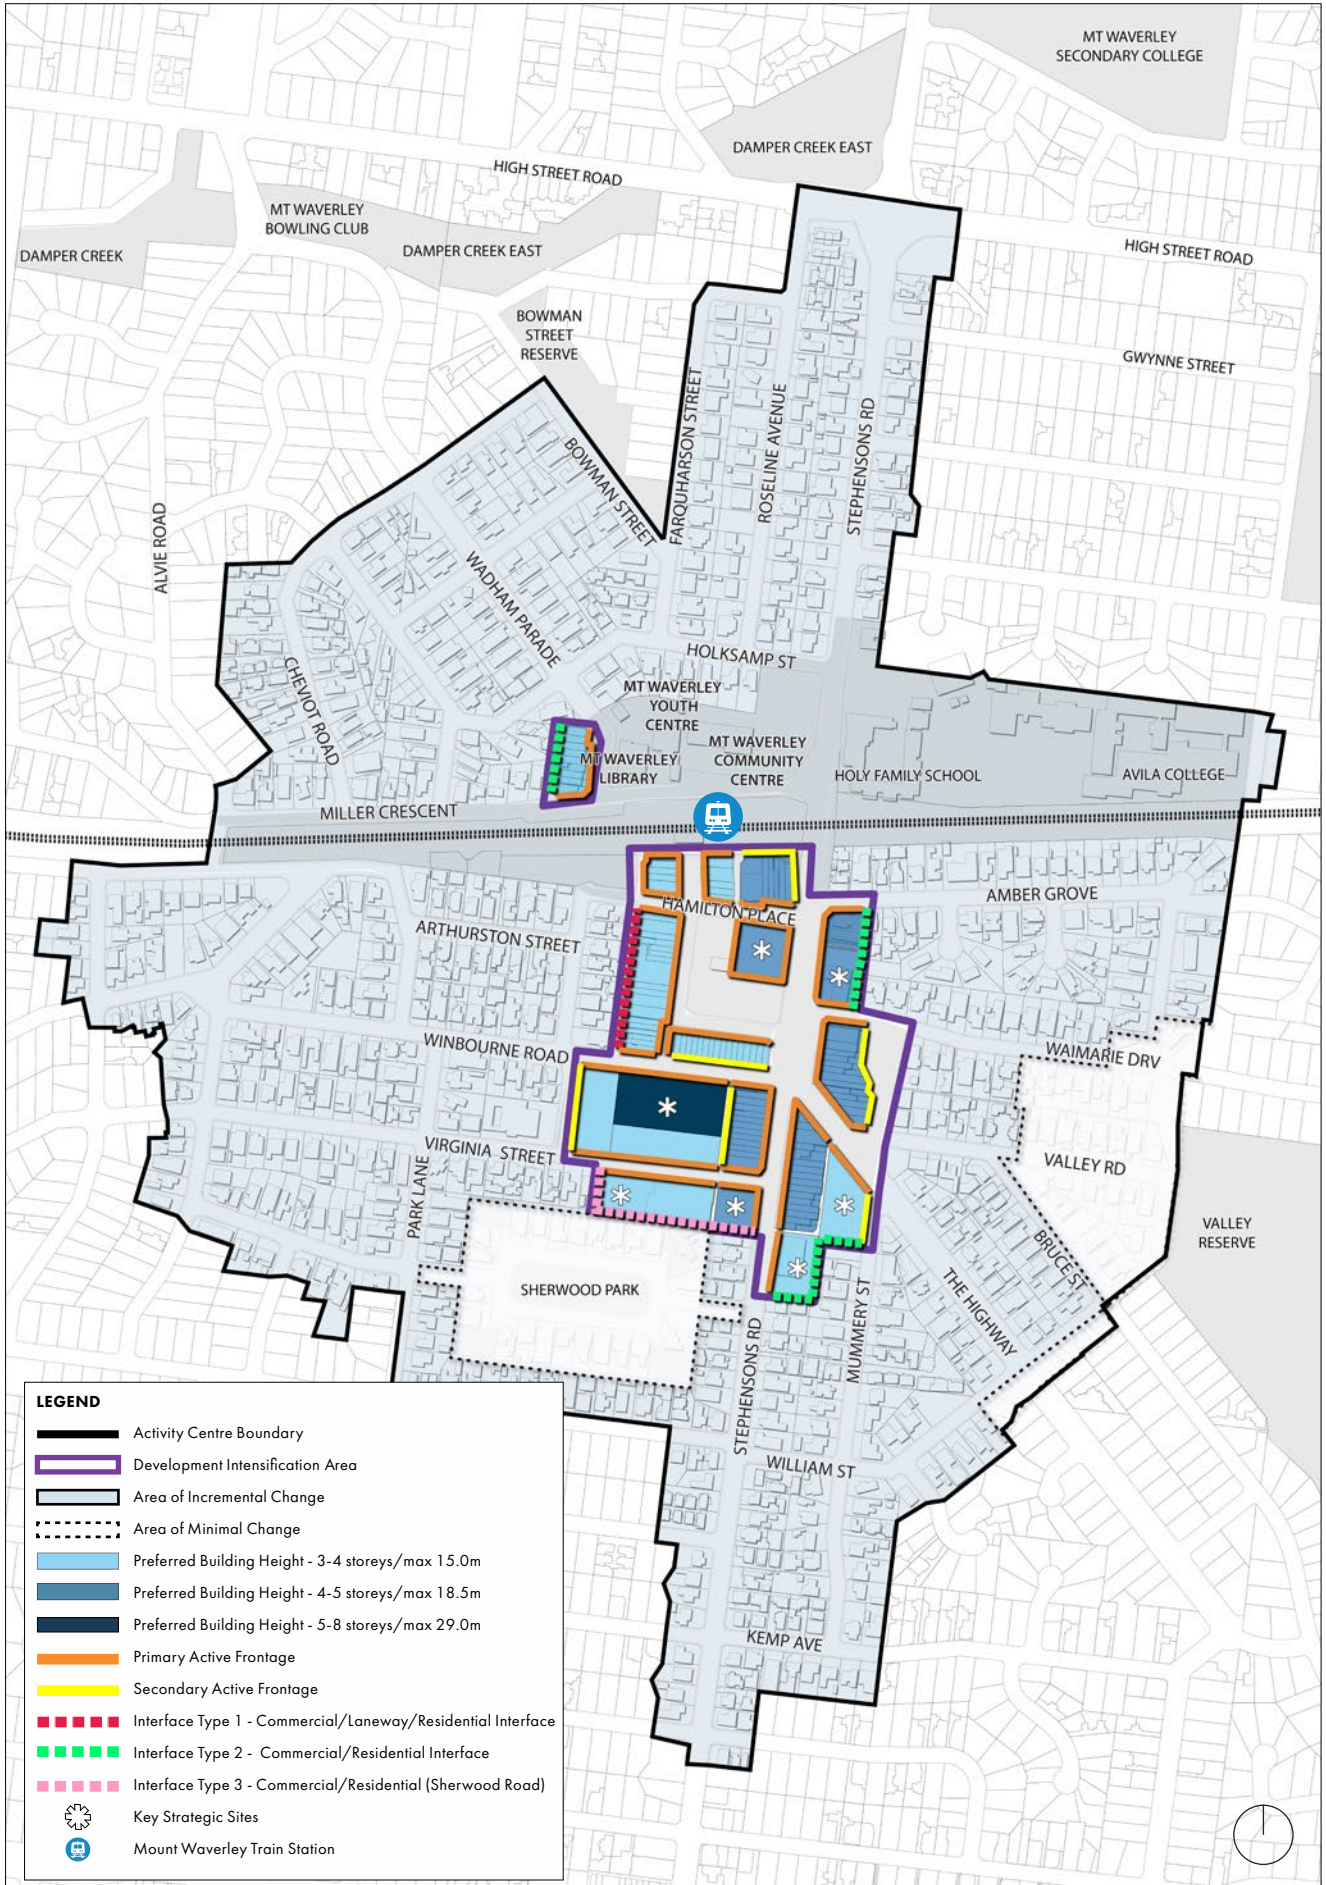 MT WAVERLEY
SECONDARY COLLEGE
DAMPER CREEK EAST
HIGH STREET ROAD
MT WAVERLEY
BOWLING CLUB
DAMPER CREEK
DAMPER CREEK EAST
HIGH STREET ROAD
BOWMAN
STREET
RESERVE
GWYNNE STREET
FARQUHARSON STREET
ROSELINE AVENUE
STEPHENSONS RD
BOWMAN STREET
ALVIE ROAD
WADHAM PARADE
HOLKSAMP ST
CHEVIOT ROAD
MT WAVERLEY
YOUTH
CENTRE
MT WAVERLEY
LIBRARY
MT WAVERLEY
COMMUNITY
CENTRE
HOLY FAMILY SCHOOL
AVILA COLLEGE
MILLER CRESCENT
AMBER GROVE
HAMILTON PLACE
ARTHURSTON STREET
WINBOURNE ROAD
WAIMARIE DRV
VIRGINIA STREET
VALLEY RD
PARK LANE
VALLEY
RESERVE
BRUCE ST
SHERWOOD PARK
THE HIGHWAY
MUMMERY ST
STEPHENSONS RD
WILLIAM ST
KEMP AVE
LEGEND
Activity Centre Boundary
Development Intensification Area
Area of Incremental Change
Area of Minimal Change
Preferred Building Height - 3-4 storeys/max 15.0m
Preferred Building Height - 4-5 storeys/max 18.5m
Preferred Building Height - 5-8 storeys/max 29.0m
Primary Active Frontage
Secondary Active Frontage
Interface Type 1 - Commercial/Laneway/Residential Interface
Interface Type 2 - Commercial/Residential Interface
Interface Type 3 - Commercial/Residential (Sherwood Road)
Key Strategic Sites
Mount Waverley Train Station